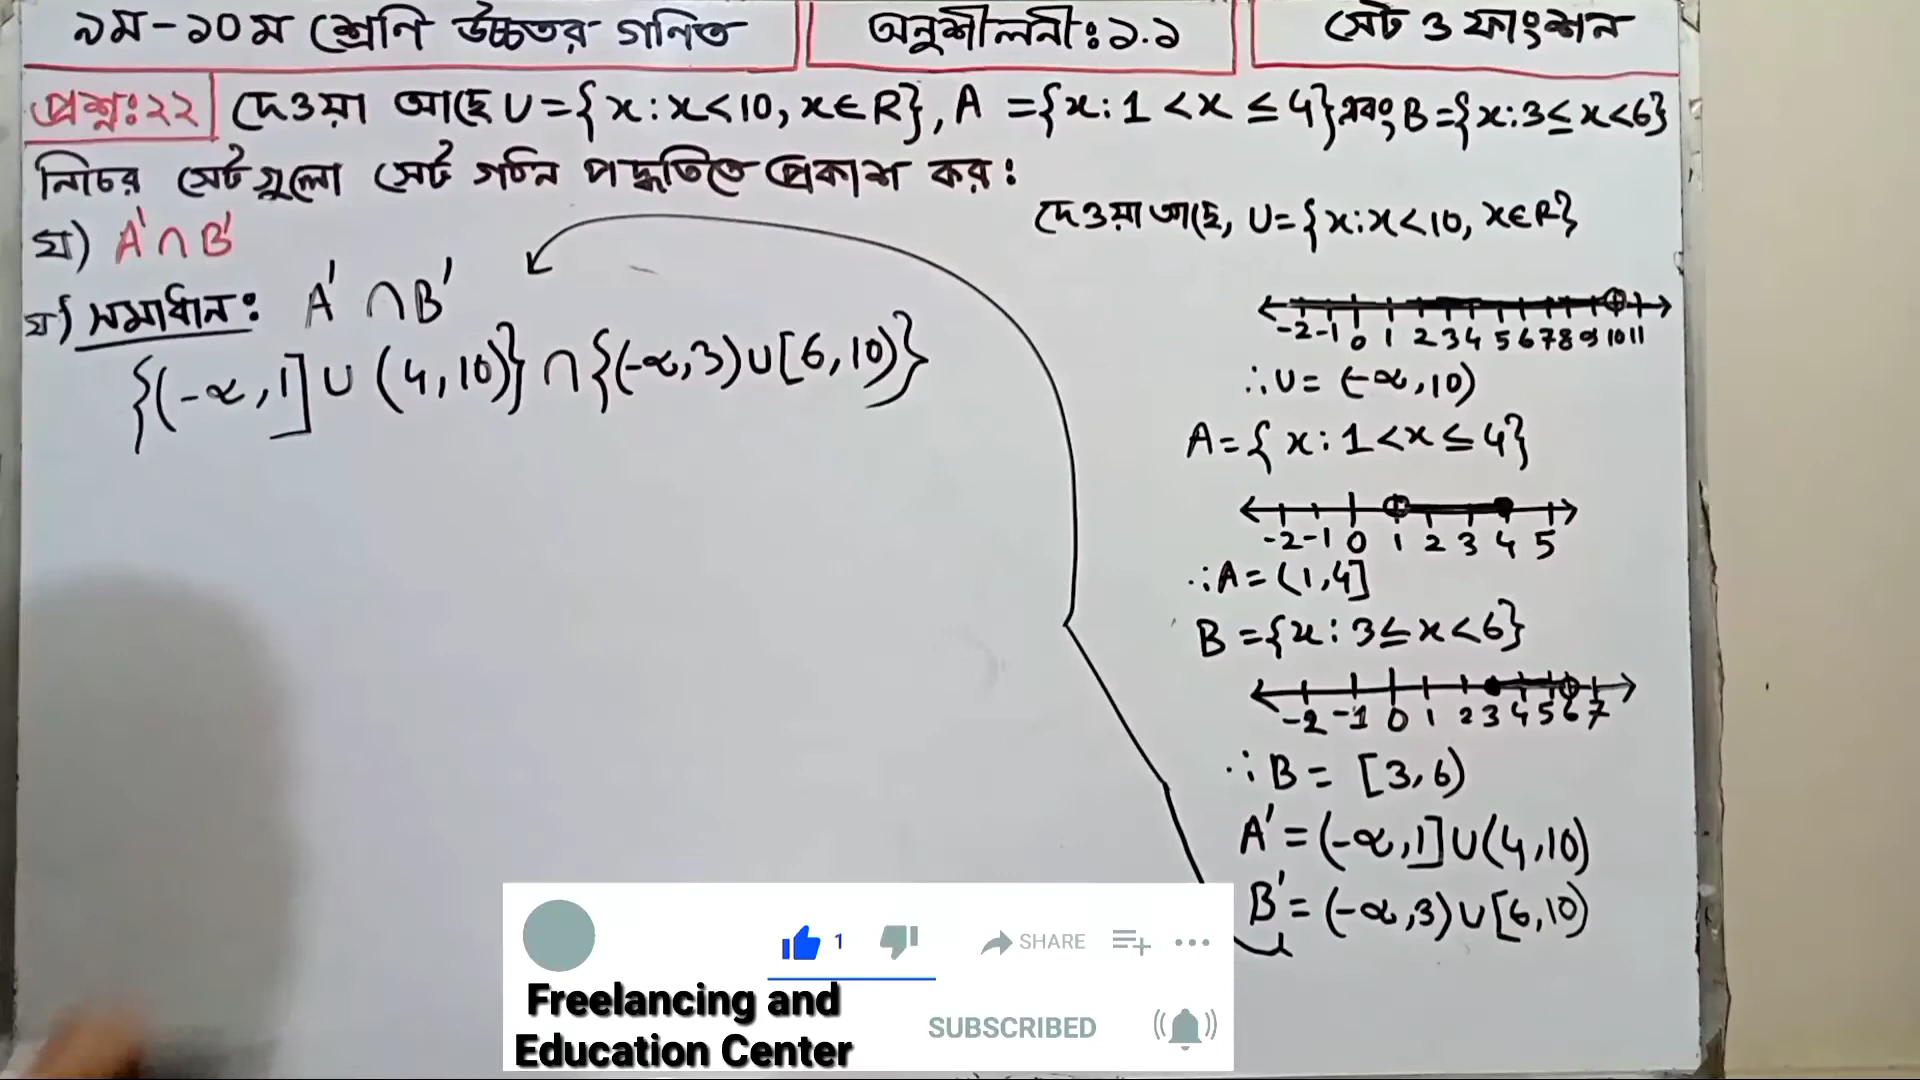 ৯ম-১০ম শ্রেণি উচ্চতর গনিত
অনুশীলনী: ১.১
সেট ও ফাংশন
প্রশ্ন:২২ দেওয়া আছে U={x:x<10, x∈R}, A ={x:1<x≤4} এবং B={x:3≤x<6}
নিচের সেটগুলো সেট গঠন পদ্ধতিতে প্রকাশ কর:
ঘ) A'∩B'
ঘ) সমাধান: A' ∩ B'
{(-∝,1]∪(4,10)}∩{(-∝,3)∪[6,10)}
দেওয়া আছে, U={x:x<10, x∈R}
-2 -1 0 1 2 3 4 5 6 7 8 9 10 11
∴U= (-∝,10)
A={x:1<x≤4}
-2 -1 0 1 2 3 4 5
∴A=(1,4]
B={x:3≤x<6}
-2 -1 0 1 2 3 4 5 6 7
∴B= [3,6)
A'=(-∝,1]∪(4,10)
B'=(-∝,3)∪[6,10)
1
SHARE
Freelancing and
Education Center
SUBSCRIBED